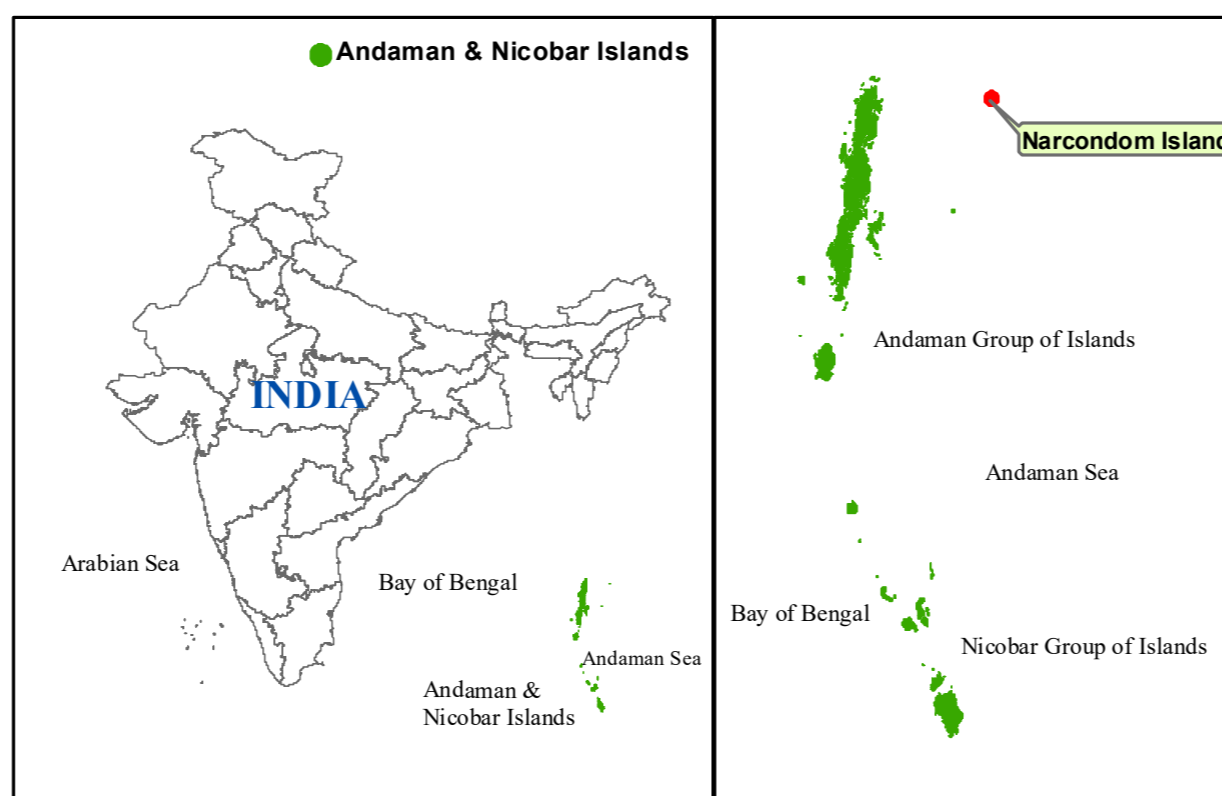 Andaman & Nicobar Islands
INDIA
Arabian Sea
Bay of Bengal
Andaman Sea
Andaman &
Nicobar Islands
Narcondom Island
Andaman Group of Islands
Andaman Sea
Bay of Bengal
Nicobar Group of Islands